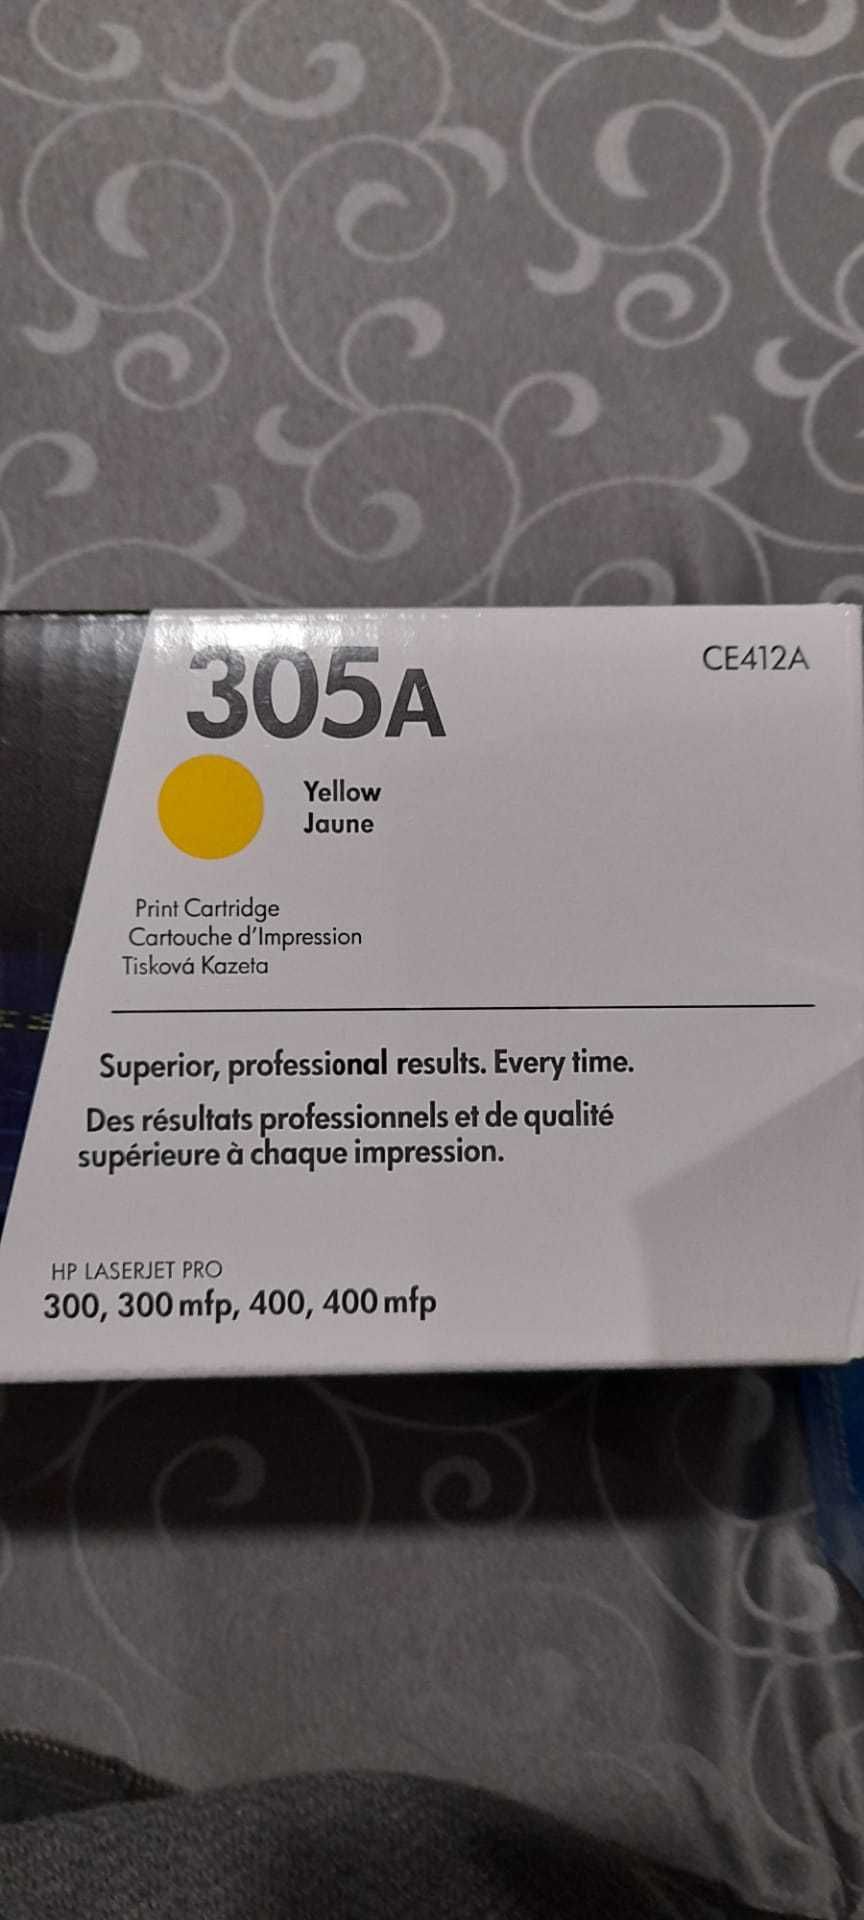 305A
CE412A
Yellow
Jaune
Print Cartridge
Cartouche d'Impression
Tisková Kazeta
Superior, professional results. Every time.
Des résultats professionnels et de qualité
supérieure à chaque impression.
HP LASERJET PRO
300, 300 mfp, 400, 400 mfp